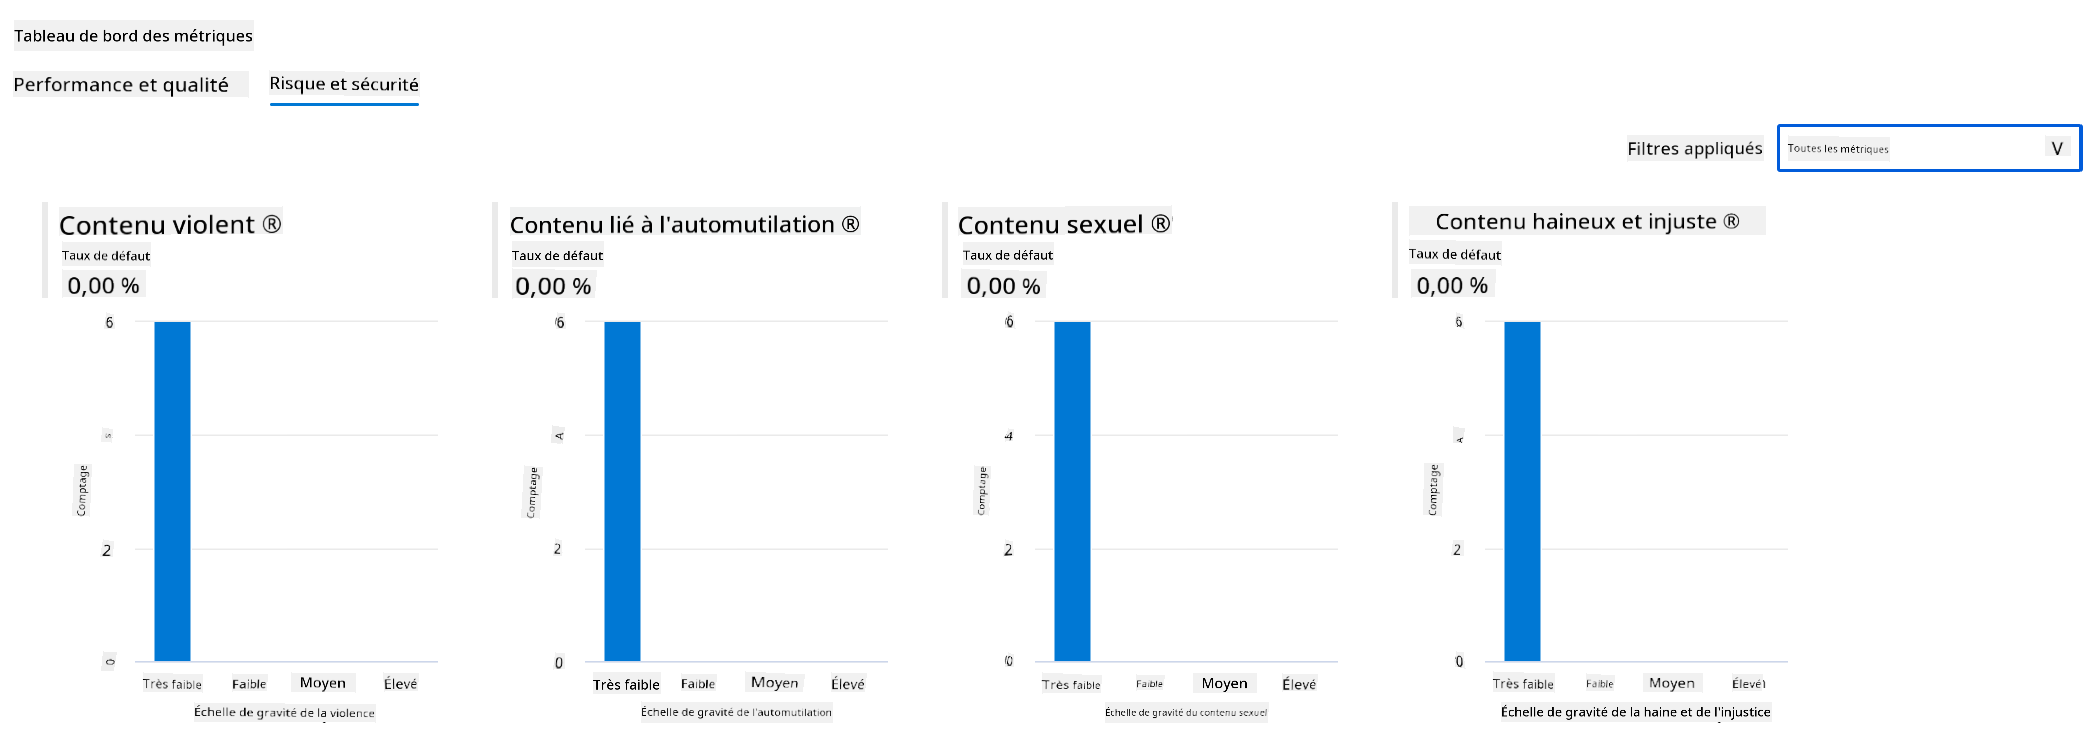 Tableau de bord des métriques
Performance et qualité
Risque et sécurité
Filtres appliqués
Toutes les métriques
V
Contenu violent ®
Taux de défaut
0,00 %
6
s
2
0
Comptage
Très faible
Faible
Moyen
Élevé
Échelle de gravité de la violence
Contenu lié à l'automutilation ®
Taux de défaut
0,00 %
6
A
2
0
Comptage
Très faible
Faible
Moyen
Élevé
Échelle de gravité de l'automutilation
Contenu sexuel ®
Taux de défaut
0,00 %
6
4
2
0
Comptage
Très faible
Faible
Moyen
Élevé
Échelle de gravité du contenu sexuel
Contenu haineux et injuste ®
Taux de défaut
0,00 %
6
A
2
0
Comptage
Très faible
Faible
Moyen
Élevé
Échelle de gravité de la haine et de l'injustice